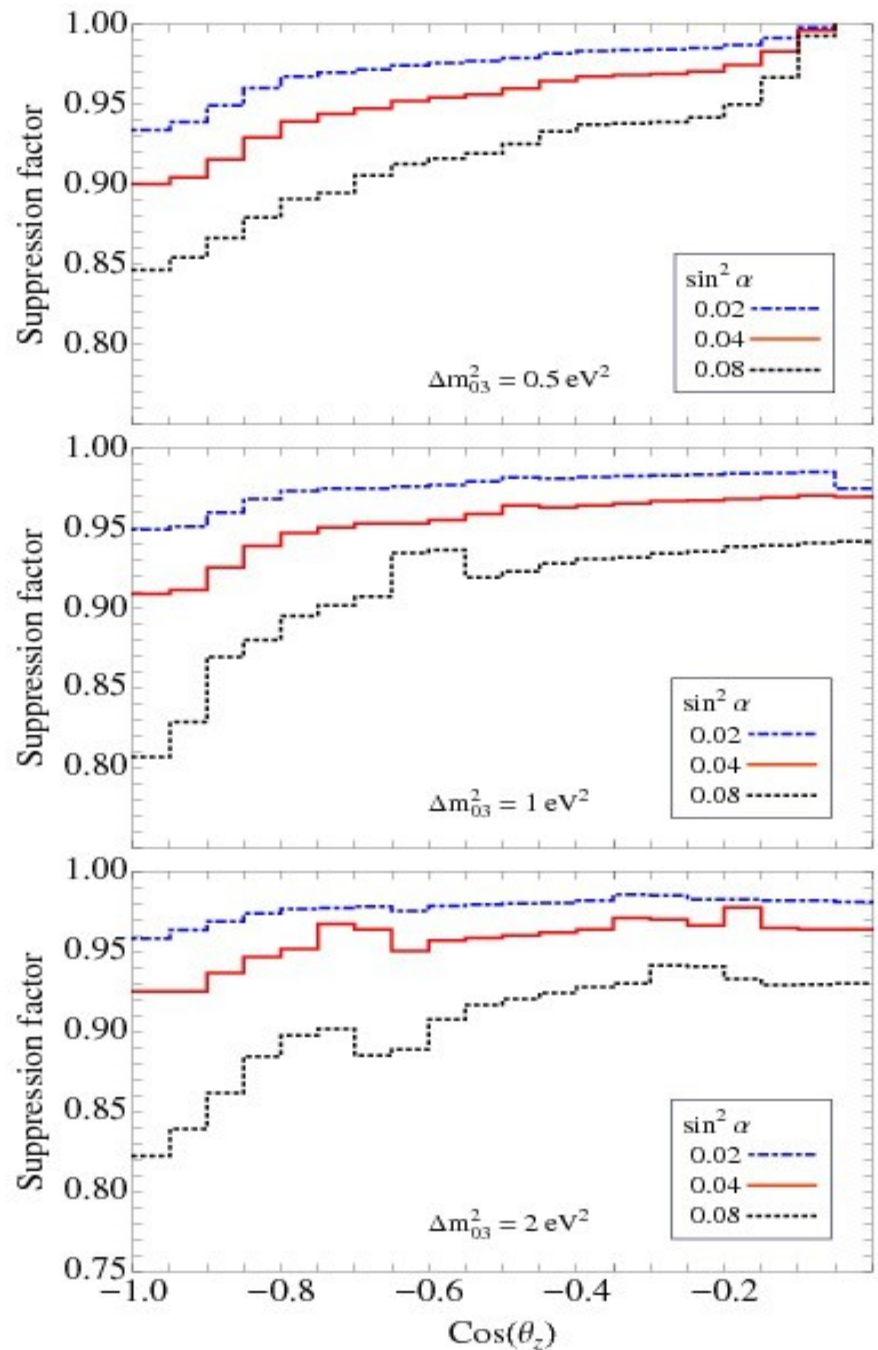 1.00
0.95
0.90
0.85
0.80
Suppression factor
sin² α
0.02
0.04
0.08
Δm²₀₃ = 0.5 eV²
1.00
0.95
0.90
0.85
0.80
Suppression factor
sin² α
0.02
0.04
0.08
Δm²₀₃ = 1 eV²
1.00
0.95
0.90
0.85
0.80
0.75
Suppression factor
sin² α
0.02
0.04
0.08
Δm²₀₃ = 2 eV²
−1.0 −0.8 −0.6 −0.4 −0.2
Cos(θz)